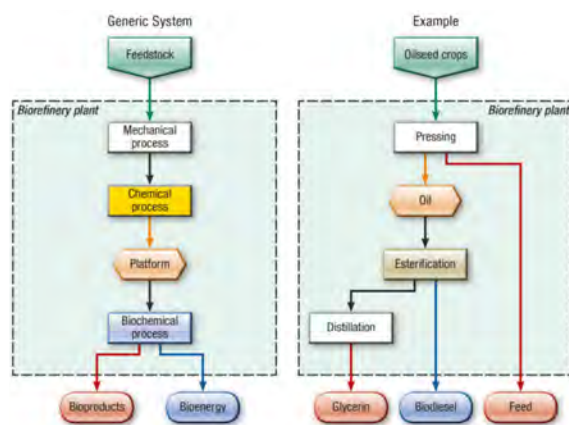 Generic System
Feedstock
Biorefinery plant
Mechanical
process
Chemical
process
Platform
Biochemical
process
Bioproducts
Bioenergy
Example
Oilseed crops
Biorefinery plant
Pressing
Oil
Esterification
Distillation
Glycerin
Biodiesel
Feed